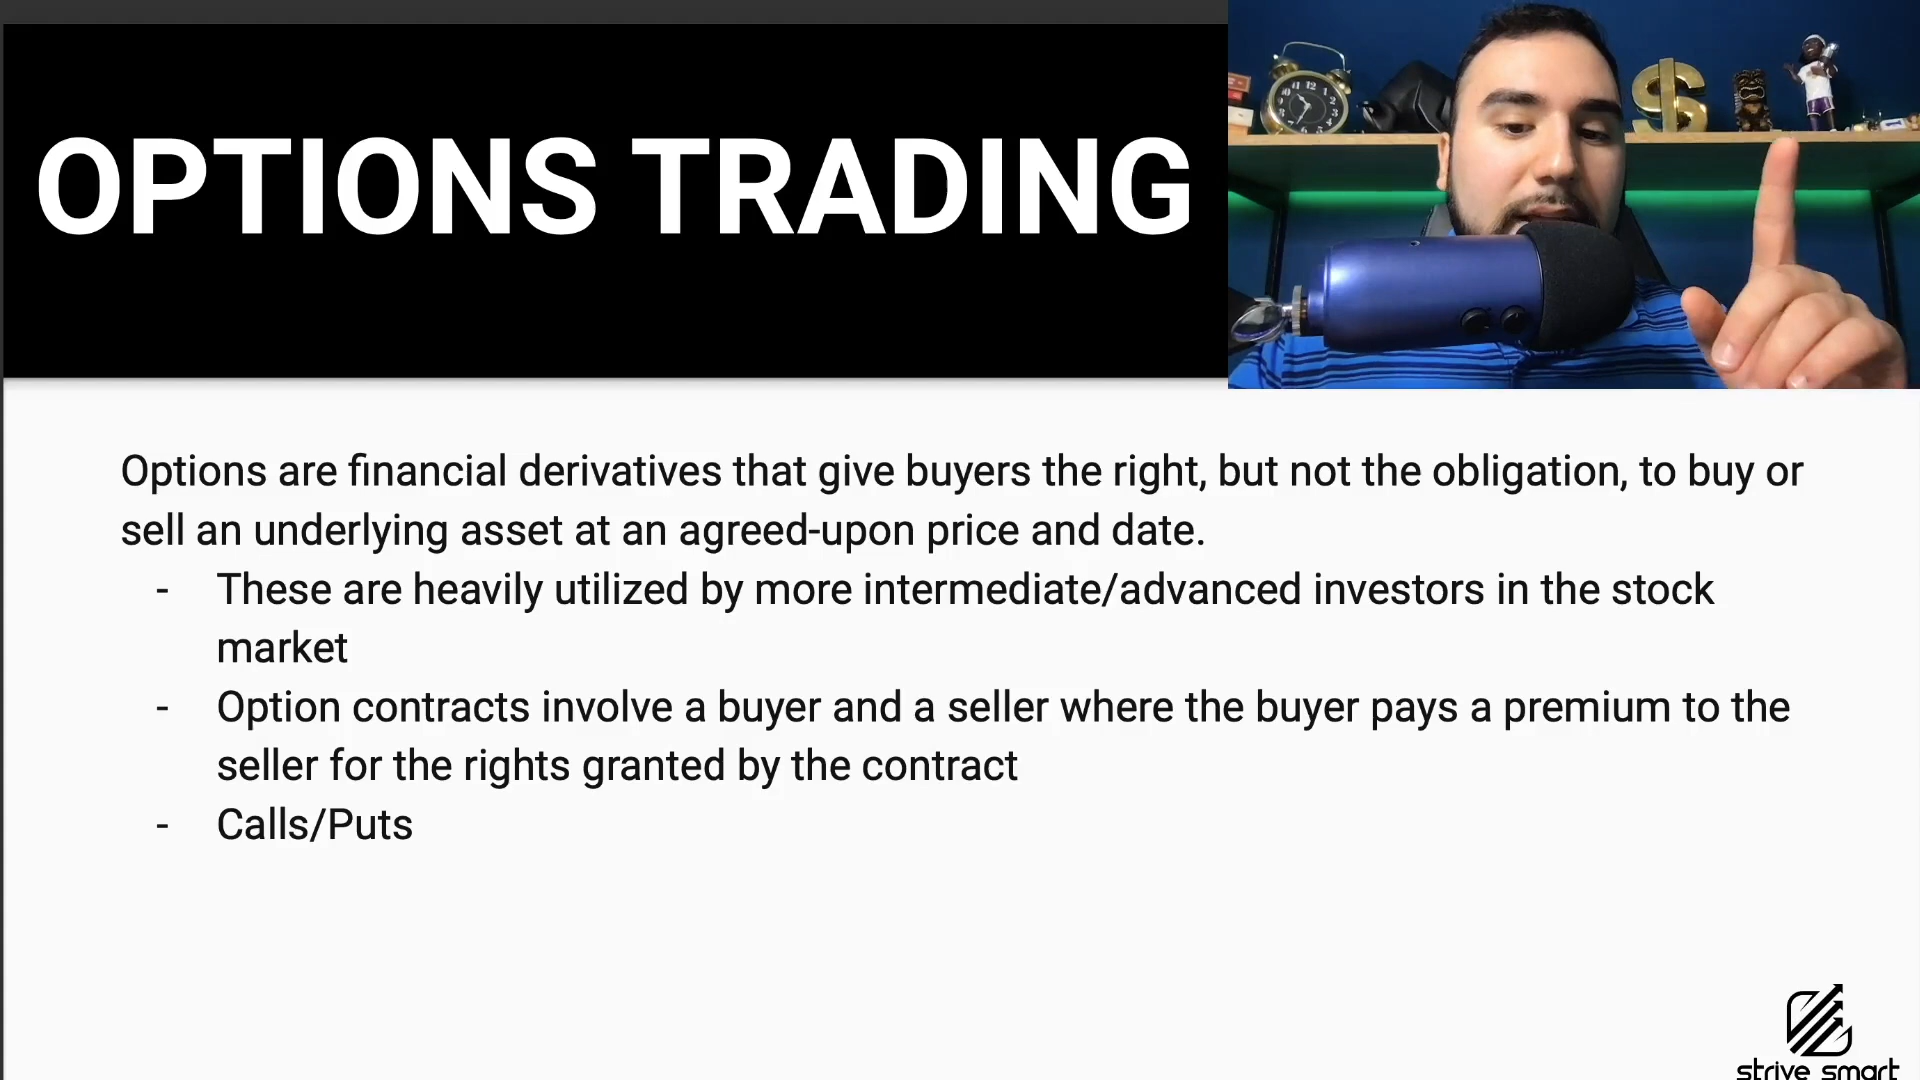 OPTIONS TRADING
Options are financial derivatives that give buyers the right, but not the obligation, to buy or
sell an underlying asset at an agreed-upon price and date.
- These are heavily utilized by more intermediate/advanced investors in the stock
market
- Option contracts involve a buyer and a seller where the buyer pays a premium to the
seller for the rights granted by the contract
- Calls/Puts
strive smart